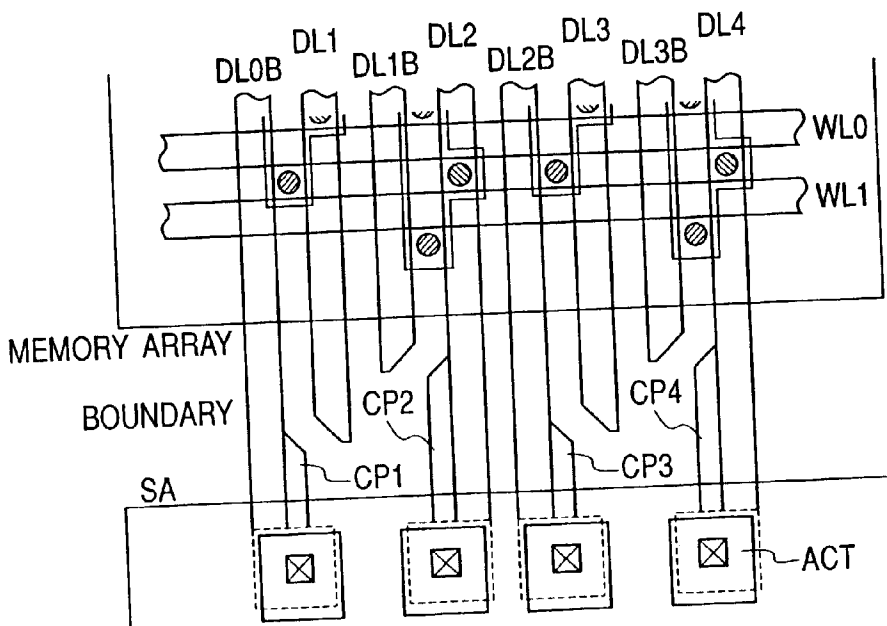 DL0B DL1 DL1B DL2 DL2B DL3 DL3B DL4
WL0
WL1
MEMORY ARRAY
BOUNDARY
CP2
CP4
CP1
CP3
SA
ACT